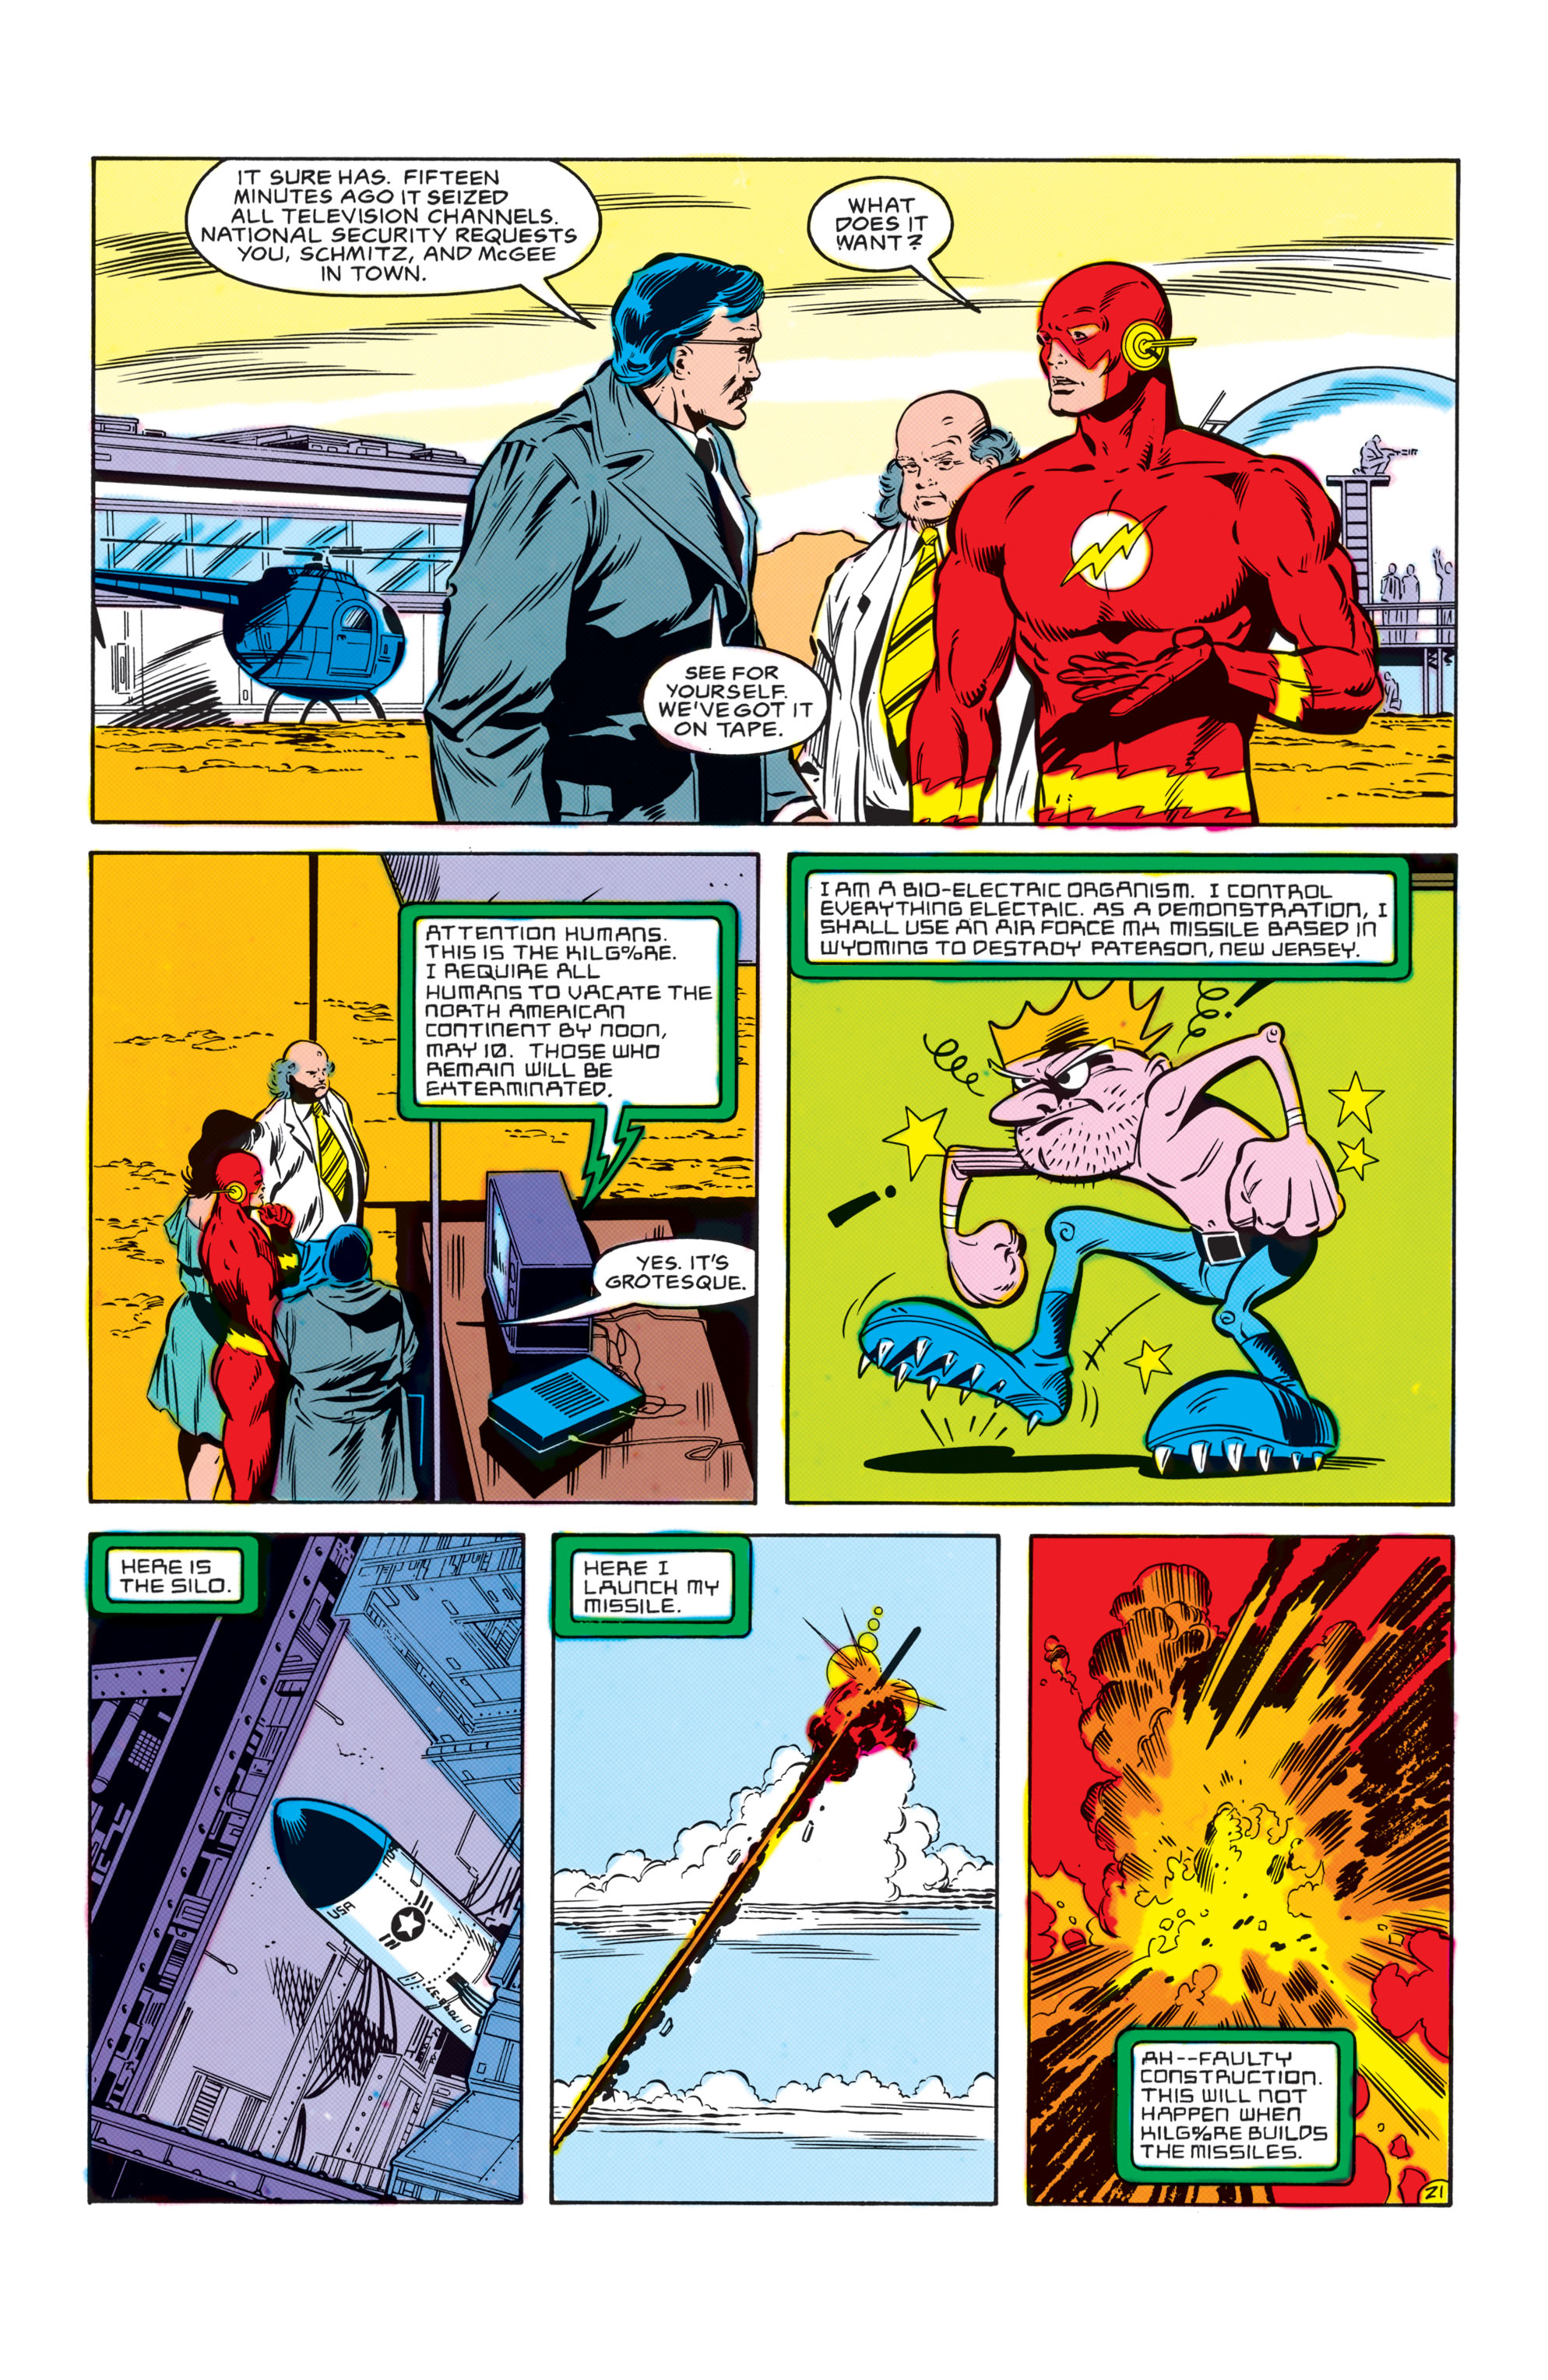 IT SURE HAS. FIFTEEN
MINUTES AGO IT SEIZED
ALL TELEVISION CHANNELS.
NATIONAL SECURITY REQUESTS
YOU, SCHMITZ, AND McGEE
IN TOWN.
WHAT
DOES IT
WANT?
SEE FOR
YOURSELF.
WE'VE GOT IT
ON TAPE.
ATTENTION HUMANS.
THIS IS THE KILG%RE.
I REQUIRE ALL
HUMANS TO VACATE THE
NORTH AMERICAN
CONTINENT BY NOON,
MAY 10. THOSE WHO
REMAIN WILL BE
EXTERMINATED.
YES. IT'S
GROTESQUE.
I AM A BIO-ELECTRIC ORGANISM. I CONTROL
EVERYTHING ELECTRIC. AS A DEMONSTRATION, I
SHALL USE AN AIR FORCE MX MISSILE BASED IN
WYOMING TO DESTROY PATERSON, NEW JERSEY.
!
!
HERE IS
THE SILO.
USA
HERE I
LAUNCH MY
MISSILE.
AH--FAULTY
CONSTRUCTION.
THIS WILL NOT
HAPPEN WHEN
KILG%RE BUILDS
THE MISSILES.
21